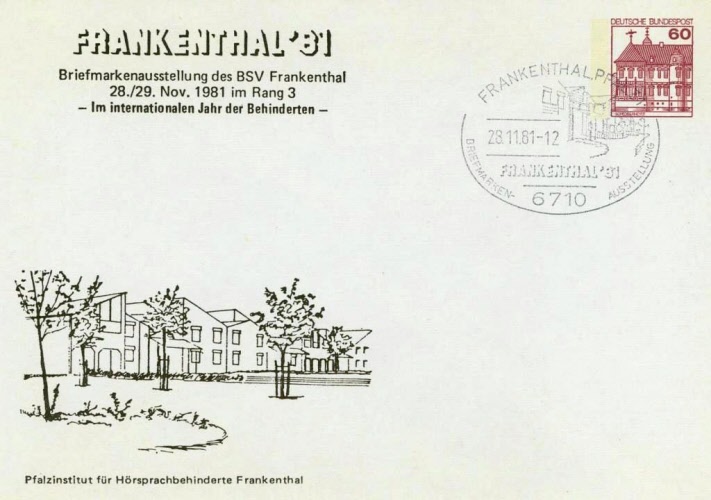 FRANKENTHAL'81
Briefmarkenausstellung des BSV Frankenthal
28./29. Nov. 1981 im Rang 3
– Im internationalen Jahr der Behinderten –
DEUTSCHE BUNDESPOST
60
FRANKENTHAL, PFALZ
28.11.81-12
FRANKENTHAL'81
BRIEFMARKEN-
AUSSTELLUNG
6710
Pfalzinstitut für Hörsprachbehinderte Frankenthal